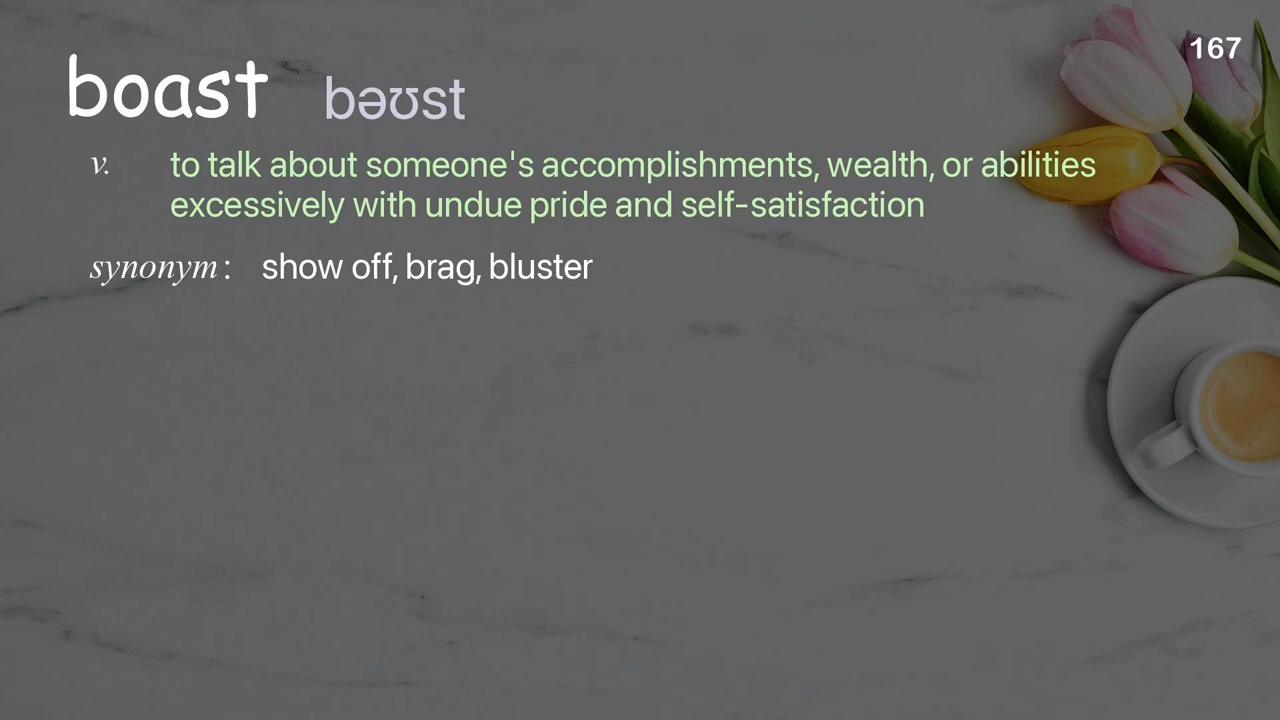 167
boast bəʊst
v. to talk about someone's accomplishments, wealth, or abilities
excessively with undue pride and self-satisfaction
synonym: show off, brag, bluster